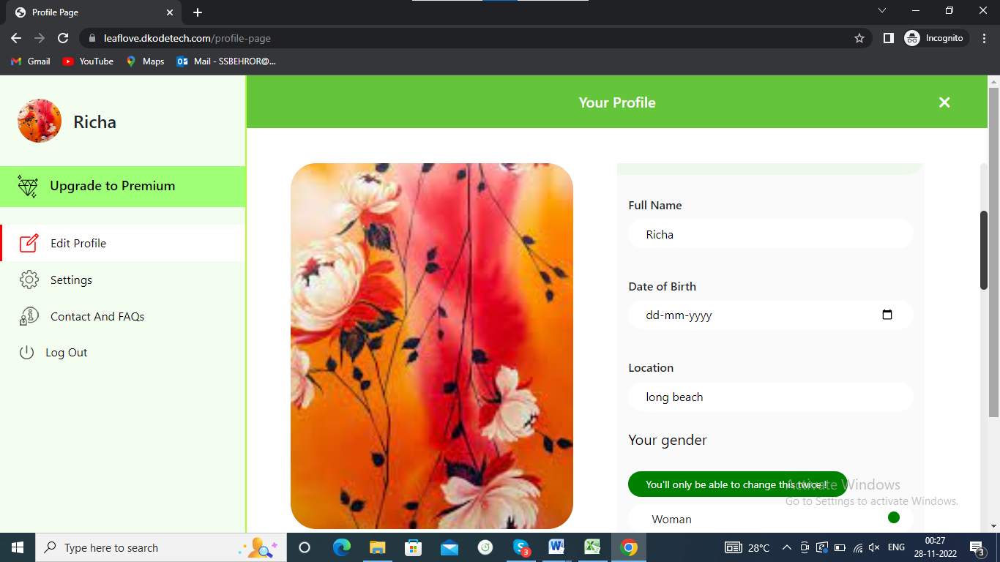 Profile Page
leaflove.dkodetech.com/profile-page
Incognito
Gmail
YouTube
Maps
Mail - SSBEHROR@...
Richa
Upgrade to Premium
Edit Profile
Settings
Contact And FAQs
Log Out
Your Profile
Full Name
Richa
Date of Birth
dd-mm-yyyy
Location
long beach
Your gender
You'll only be able to change this
Woman
Activate Windows
Go to Settings to activate Windows.
Type here to search
3
28°C
ENG
00:27
28-11-2022
3